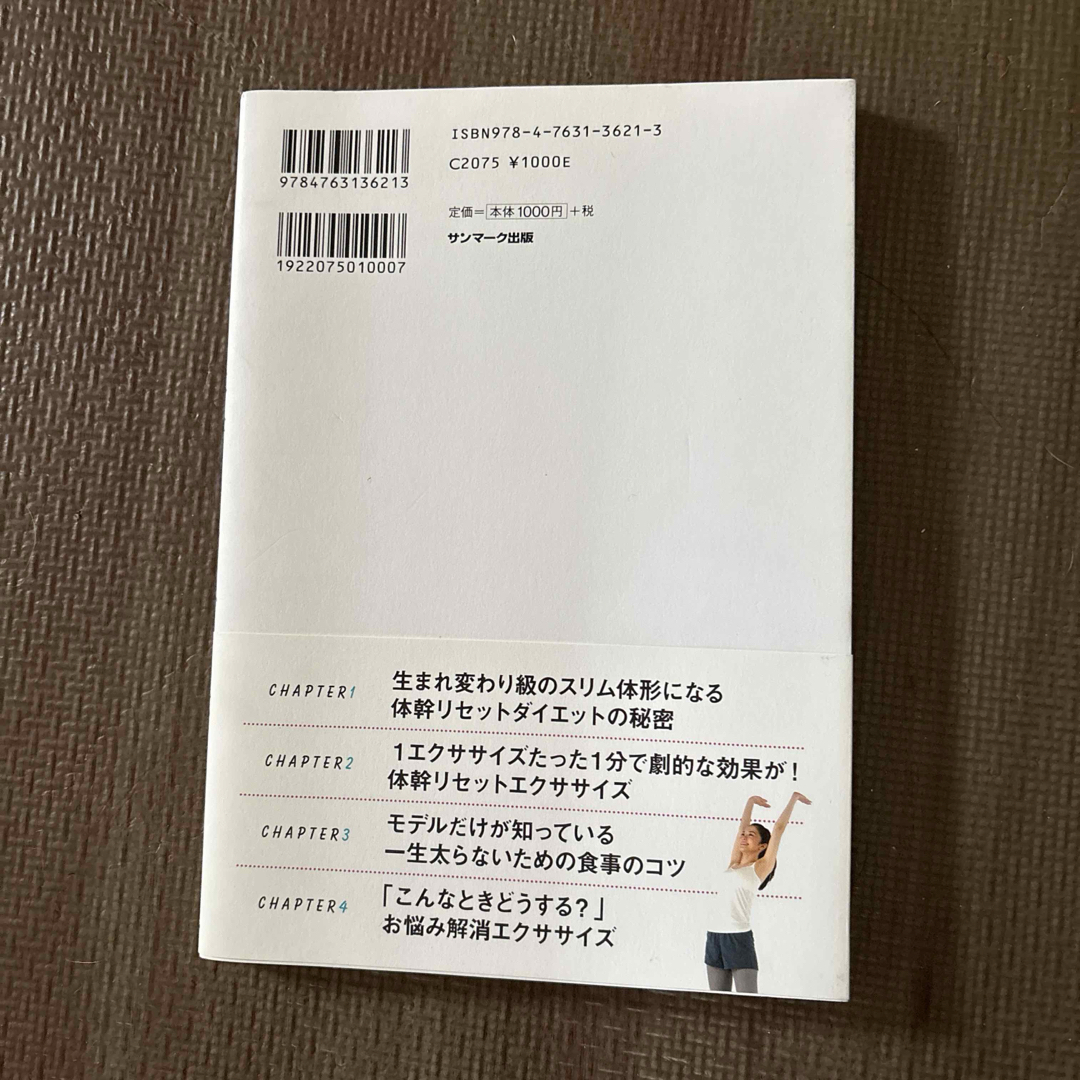 ISBN978-4-7631-3621-3
C2075 ¥1000E
9784763136213
定価=本体1000円+税
サンマーク出版
1922075010007
CHAPTER1
生まれ変わり級のスリム体形になる
体幹リセットダイエットの秘密
CHAPTER2
1エクササイズたった1分で劇的な効果が!
体幹リセットエクササイズ
CHAPTER3
モデルだけが知っている
一生太らないための食事のコツ
CHAPTER4
「こんなときどうする?」
お悩み解消エクササイズ